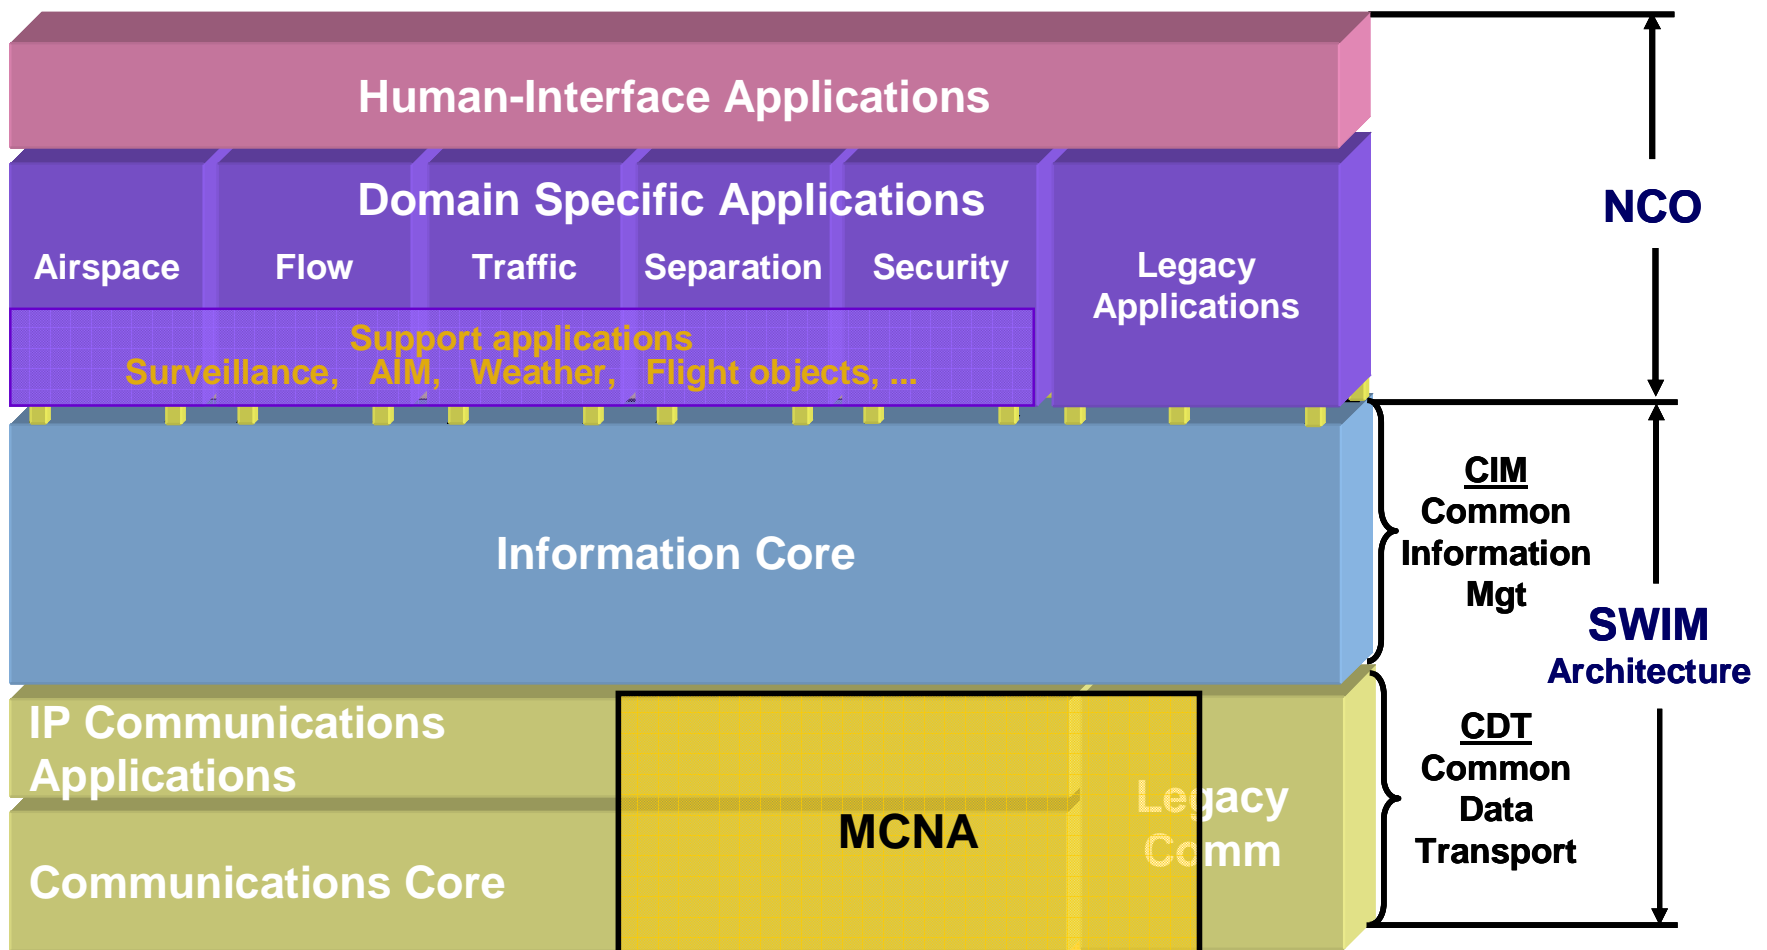 Human-Interface Applications
Domain Specific Applications
Airspace
Flow
Traffic
Separation
Security
Legacy
Applications
Support applications
Surveillance, AIM, Weather, Flight objects, ...
Information Core
IP Communications
Applications
Communications Core
MCNA
Legacy
Comm
NCO
CIM
Common
Information
Mgt
SWIM
Architecture
CDT
Common
Data
Transport